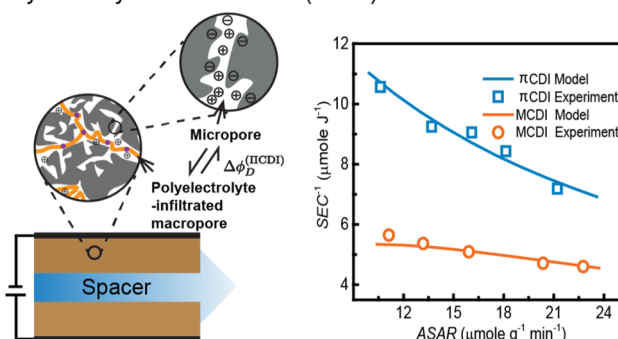 Micropore
Δϕ_D^(ΠCDI)
Polyelectrolyte
-infiltrated
macropore
Spacer
12
10
8
6
4
SEC⁻¹ (μmole J⁻¹)
πCDI Model
πCDI Experiment
MCDI Model
MCDI Experiment
12 15 18 21 24
ASAR (μmole g⁻¹ min⁻¹)